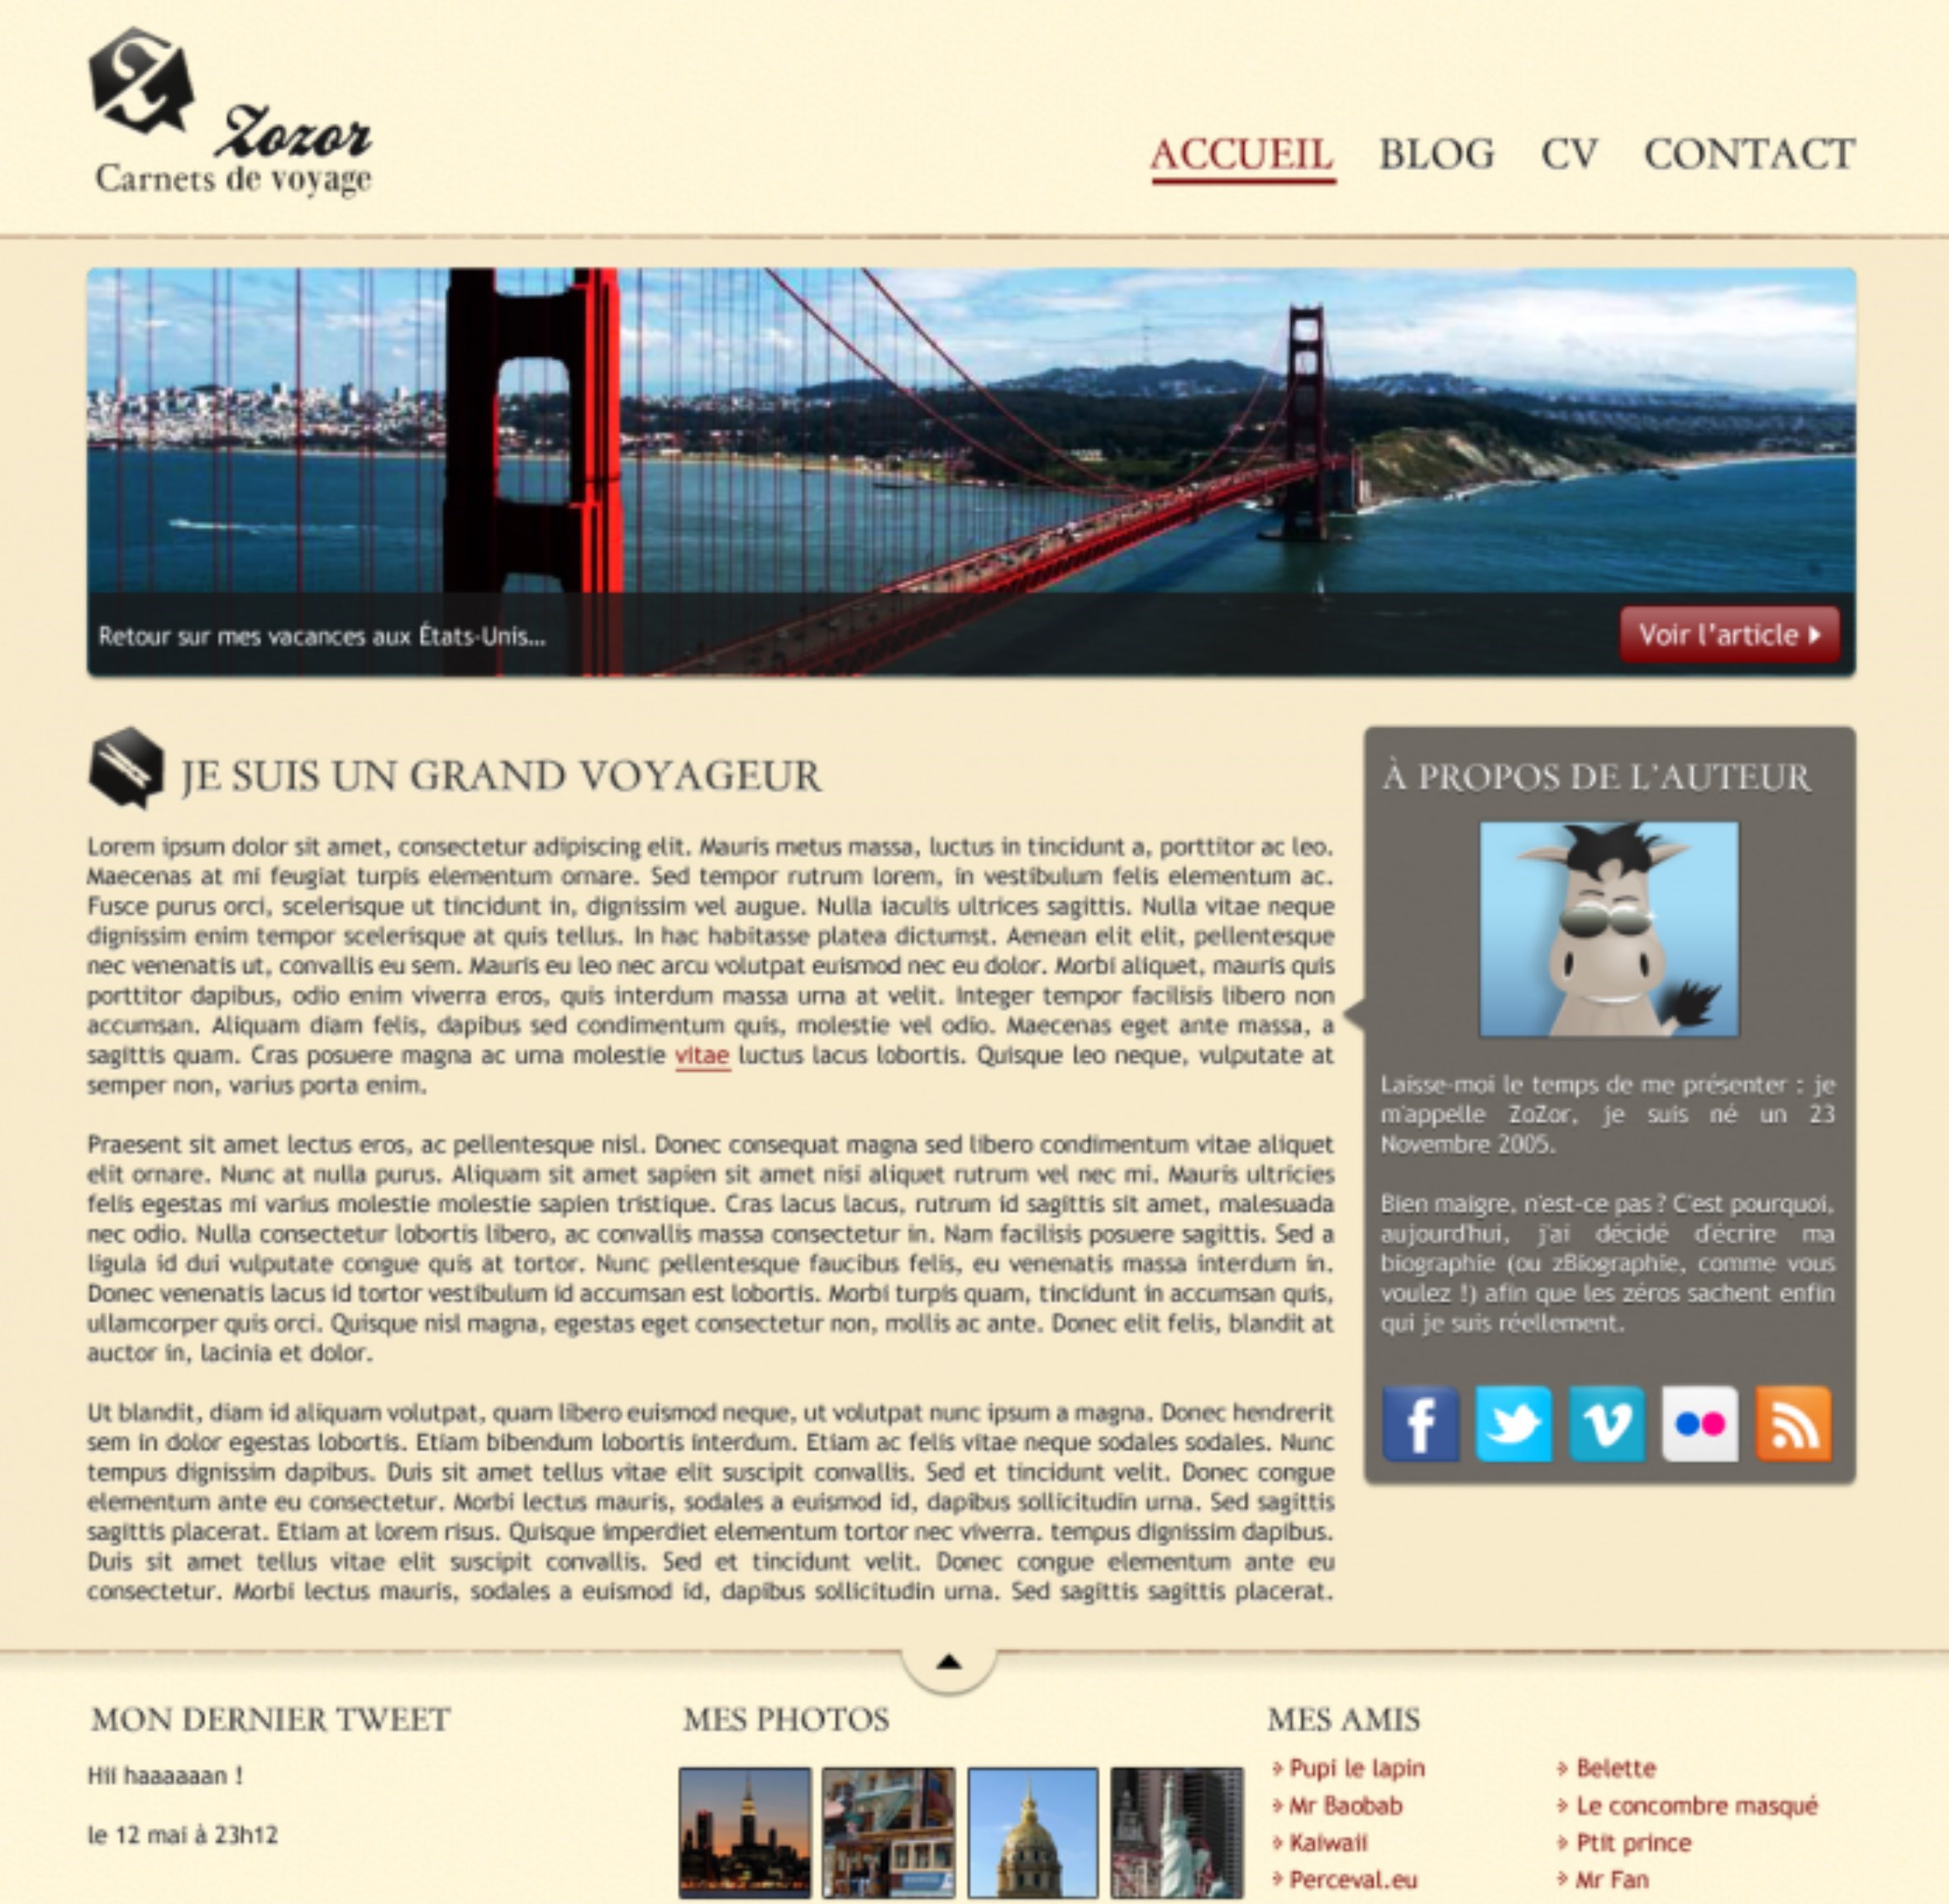 Zozor
Carnets de voyage
ACCUEIL BLOG CV CONTACT
Retour sur mes vacances aux États-Unis...
Voir l'article
JE SUIS UN GRAND VOYAGEUR
Lorem ipsum dolor sit amet, consectetur adipiscing elit. Mauris metus massa, luctus in tincidunt a, porttitor ac leo.
Maecenas at mi feugiat turpis elementum ornare. Sed tempor rutrum lorem, in vestibulum felis elementum ac.
Fusce purus orci, scelerisque ut tincidunt in, dignissim vel augue. Nulla iaculis ultrices sagittis. Nulla vitae neque
dignissim enim tempor scelerisque at quis tellus. In hac habitasse platea dictumst. Aenean elit elit, pellentesque
nec venenatis ut, convallis eu sem. Mauris eu leo nec arcu volutpat euismod nec eu dolor. Morbi aliquet, mauris quis
porttitor dapibus, odio enim viverra eros, quis interdum massa urna at velit. Integer tempor facilisis libero non
accumsan. Aliquam diam felis, dapibus sed condimentum quis, molestie vel odio. Maecenas eget ante massa, a
sagittis quam. Cras posuere magna ac urna molestie vitae luctus lacus lobortis. Quisque leo neque, vulputate at
semper non, varius porta enim.
Praesent sit amet lectus eros, ac pellentesque nisl. Donec consequat magna sed libero condimentum vitae aliquet
elit ornare. Nunc at nulla purus. Aliquam sit amet sapien sit amet nisi aliquet rutrum vel nec mi. Mauris ultricies
felis egestas mi varius molestie molestie sapien tristique. Cras lacus lacus, rutrum id sagittis sit amet, malesuada
nec odio. Nulla consectetur lobortis libero, ac convallis massa consectetur in. Nam facilisis posuere sagittis. Sed a
ligula id dui vulputate congue quis at tortor. Nunc pellentesque faucibus felis, eu venenatis massa interdum in.
Donec venenatis lacus id tortor vestibulum id accumsan est lobortis. Morbi turpis quam, tincidunt in accumsan quis,
ullamcorper quis orci. Quisque nisl magna, egestas eget consectetur non, mollis ac ante. Donec elit felis, blandit at
auctor in, lacinia et dolor.
Ut blandit, diam id aliquam volutpat, quam libero euismod neque, ut volutpat nunc ipsum a magna. Donec hendrerit
sem in dolor egestas lobortis. Etiam bibendum lobortis interdum. Etiam ac felis vitae neque sodales sodales. Nunc
tempus dignissim dapibus. Duis sit amet tellus vitae elit suscipit convallis. Sed et tincidunt velit. Donec congue
elementum ante eu consectetur. Morbi lectus mauris, sodales a euismod id, dapibus sollicitudin urna. Sed sagittis
sagittis placerat. Etiam at lorem risus. Quisque imperdiet elementum tortor nec viverra. tempus dignissim dapibus.
Duis sit amet tellus vitae elit suscipit convallis. Sed et tincidunt velit. Donec congue elementum ante eu
consectetur. Morbi lectus mauris, sodales a euismod id, dapibus sollicitudin urna. Sed sagittis sagittis placerat.
À PROPOS DE L'AUTEUR
Laisse-moi le temps de me présenter : je
m'appelle ZoZor, je suis né un 23
Novembre 2005.
Bien maigre, n'est-ce pas ? C'est pourquoi,
aujourd'hui, j'ai décidé d'écrire ma
biographie (ou zBiographie, comme vous
voulez !) afin que les zéros sachent enfin
qui je suis réellement.
MON DERNIER TWEET
Hii haaaaaan !
le 12 mai à 23h12
MES PHOTOS
MES AMIS
Pupi le lapin
Mr Baobab
Kaiwaii
Perceval.eu
Belette
Le concombre masqué
Ptit prince
Mr Fan